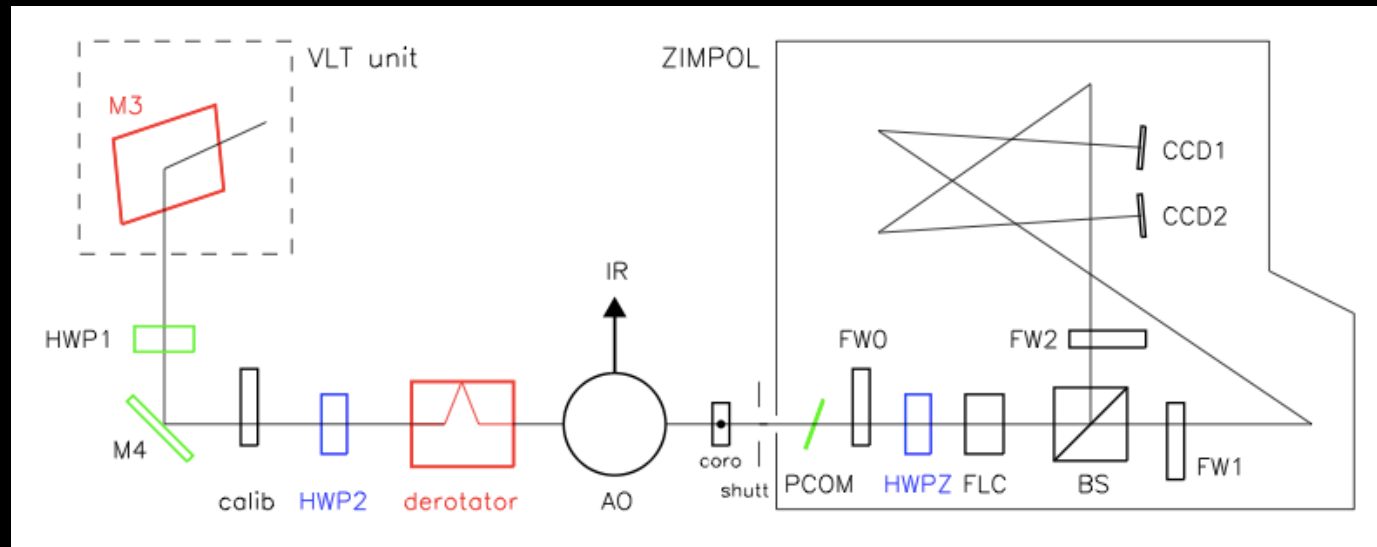 VLT unit
ZIMPOL
M3
CCD1
CCD2
IR
HWP1
FW0
FW2
M4
calib
HWP2
derotator
AO
coro
shutt
PCOM
HWPZ
FLC
BS
FW1